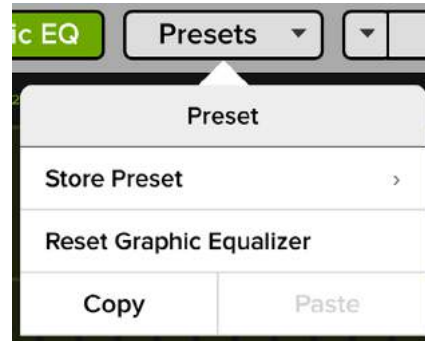 ic EQ Presets
Preset
Store Preset
Reset Graphic Equalizer
Copy Paste